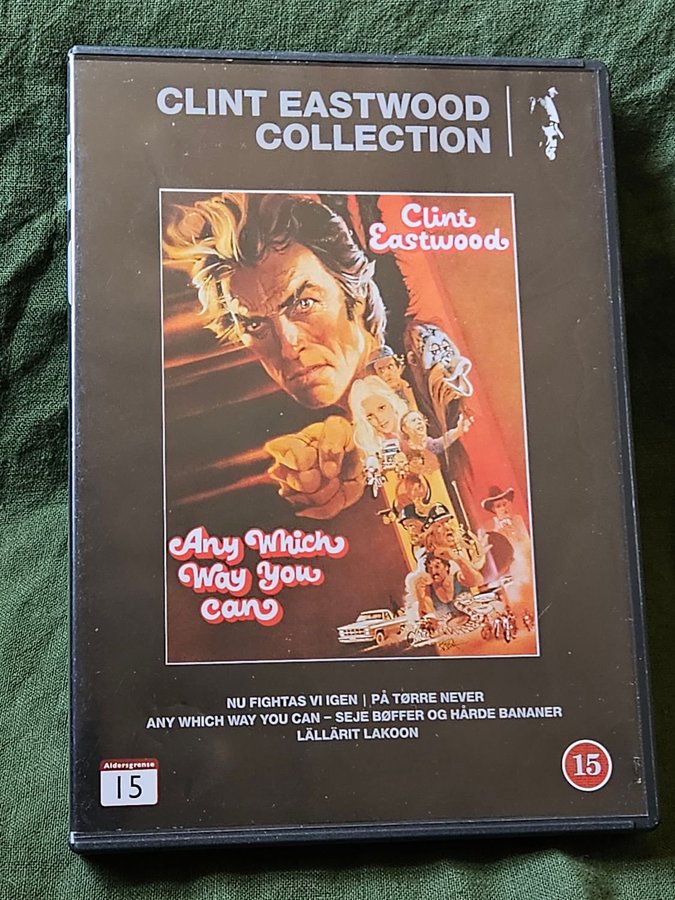 CLINT EASTWOOD
COLLECTION
Clint
Eastwood
Any Which
Way You
can
NU FIGHTAS VI IGEN | PÅ TØRRE NEVER
ANY WHICH WAY YOU CAN – SEJE BØFFER OG HÅRDE BANANER
LÄLLÄRIT LAKOON
Aldersgrense
15
15